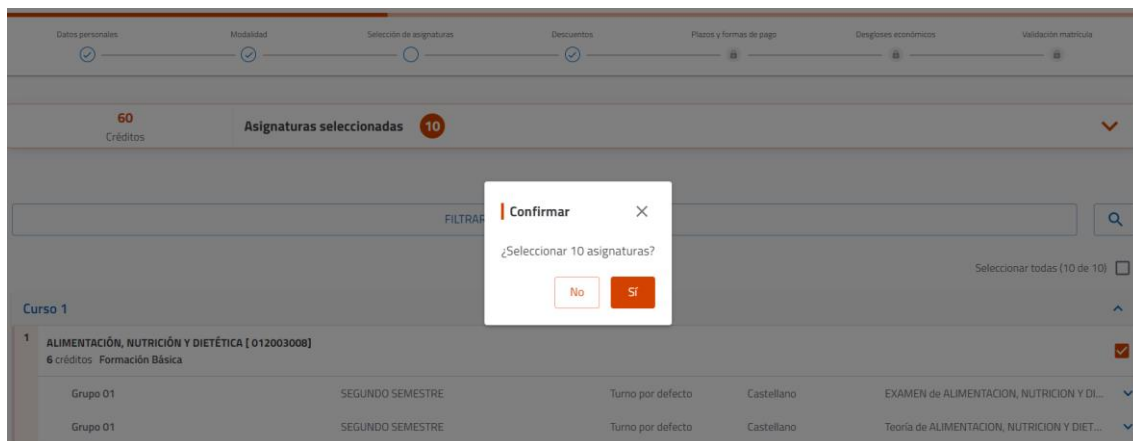 Datos personales
Modalidad
Selección de asignaturas
Descuentos
Plazos y formas de pago
Desgloses económicos
Validación matrícula
60
Créditos
Asignaturas seleccionadas 10
FILTRAR
Confirmar
¿Seleccionar 10 asignaturas?
No
Sí
Seleccionar todas (10 de 10)
Curso 1
1
ALIMENTACIÓN, NUTRICIÓN Y DIETÉTICA [ 012003008]
6 créditos Formación Básica
Grupo 01 SEGUNDO SEMESTRE Turno por defecto Castellano EXAMEN de ALIMENTACION, NUTRICION Y DI...
Grupo 01 SEGUNDO SEMESTRE Turno por defecto Castellano Teoría de ALIMENTACION, NUTRICION Y DIET...